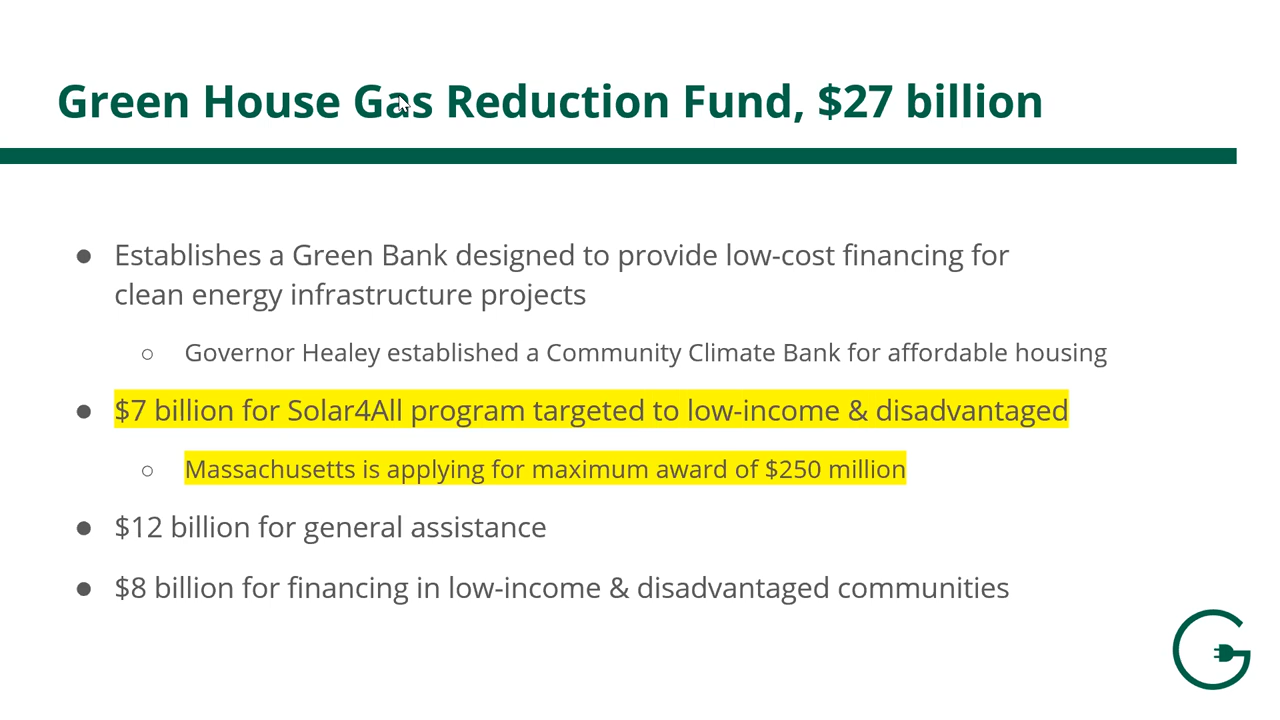 Green House Gas Reduction Fund, $27 billion
● Establishes a Green Bank designed to provide low-cost financing for
clean energy infrastructure projects
○ Governor Healey established a Community Climate Bank for affordable housing
● $7 billion for Solar4All program targeted to low-income & disadvantaged
○ Massachusetts is applying for maximum award of $250 million
● $12 billion for general assistance
● $8 billion for financing in low-income & disadvantaged communities